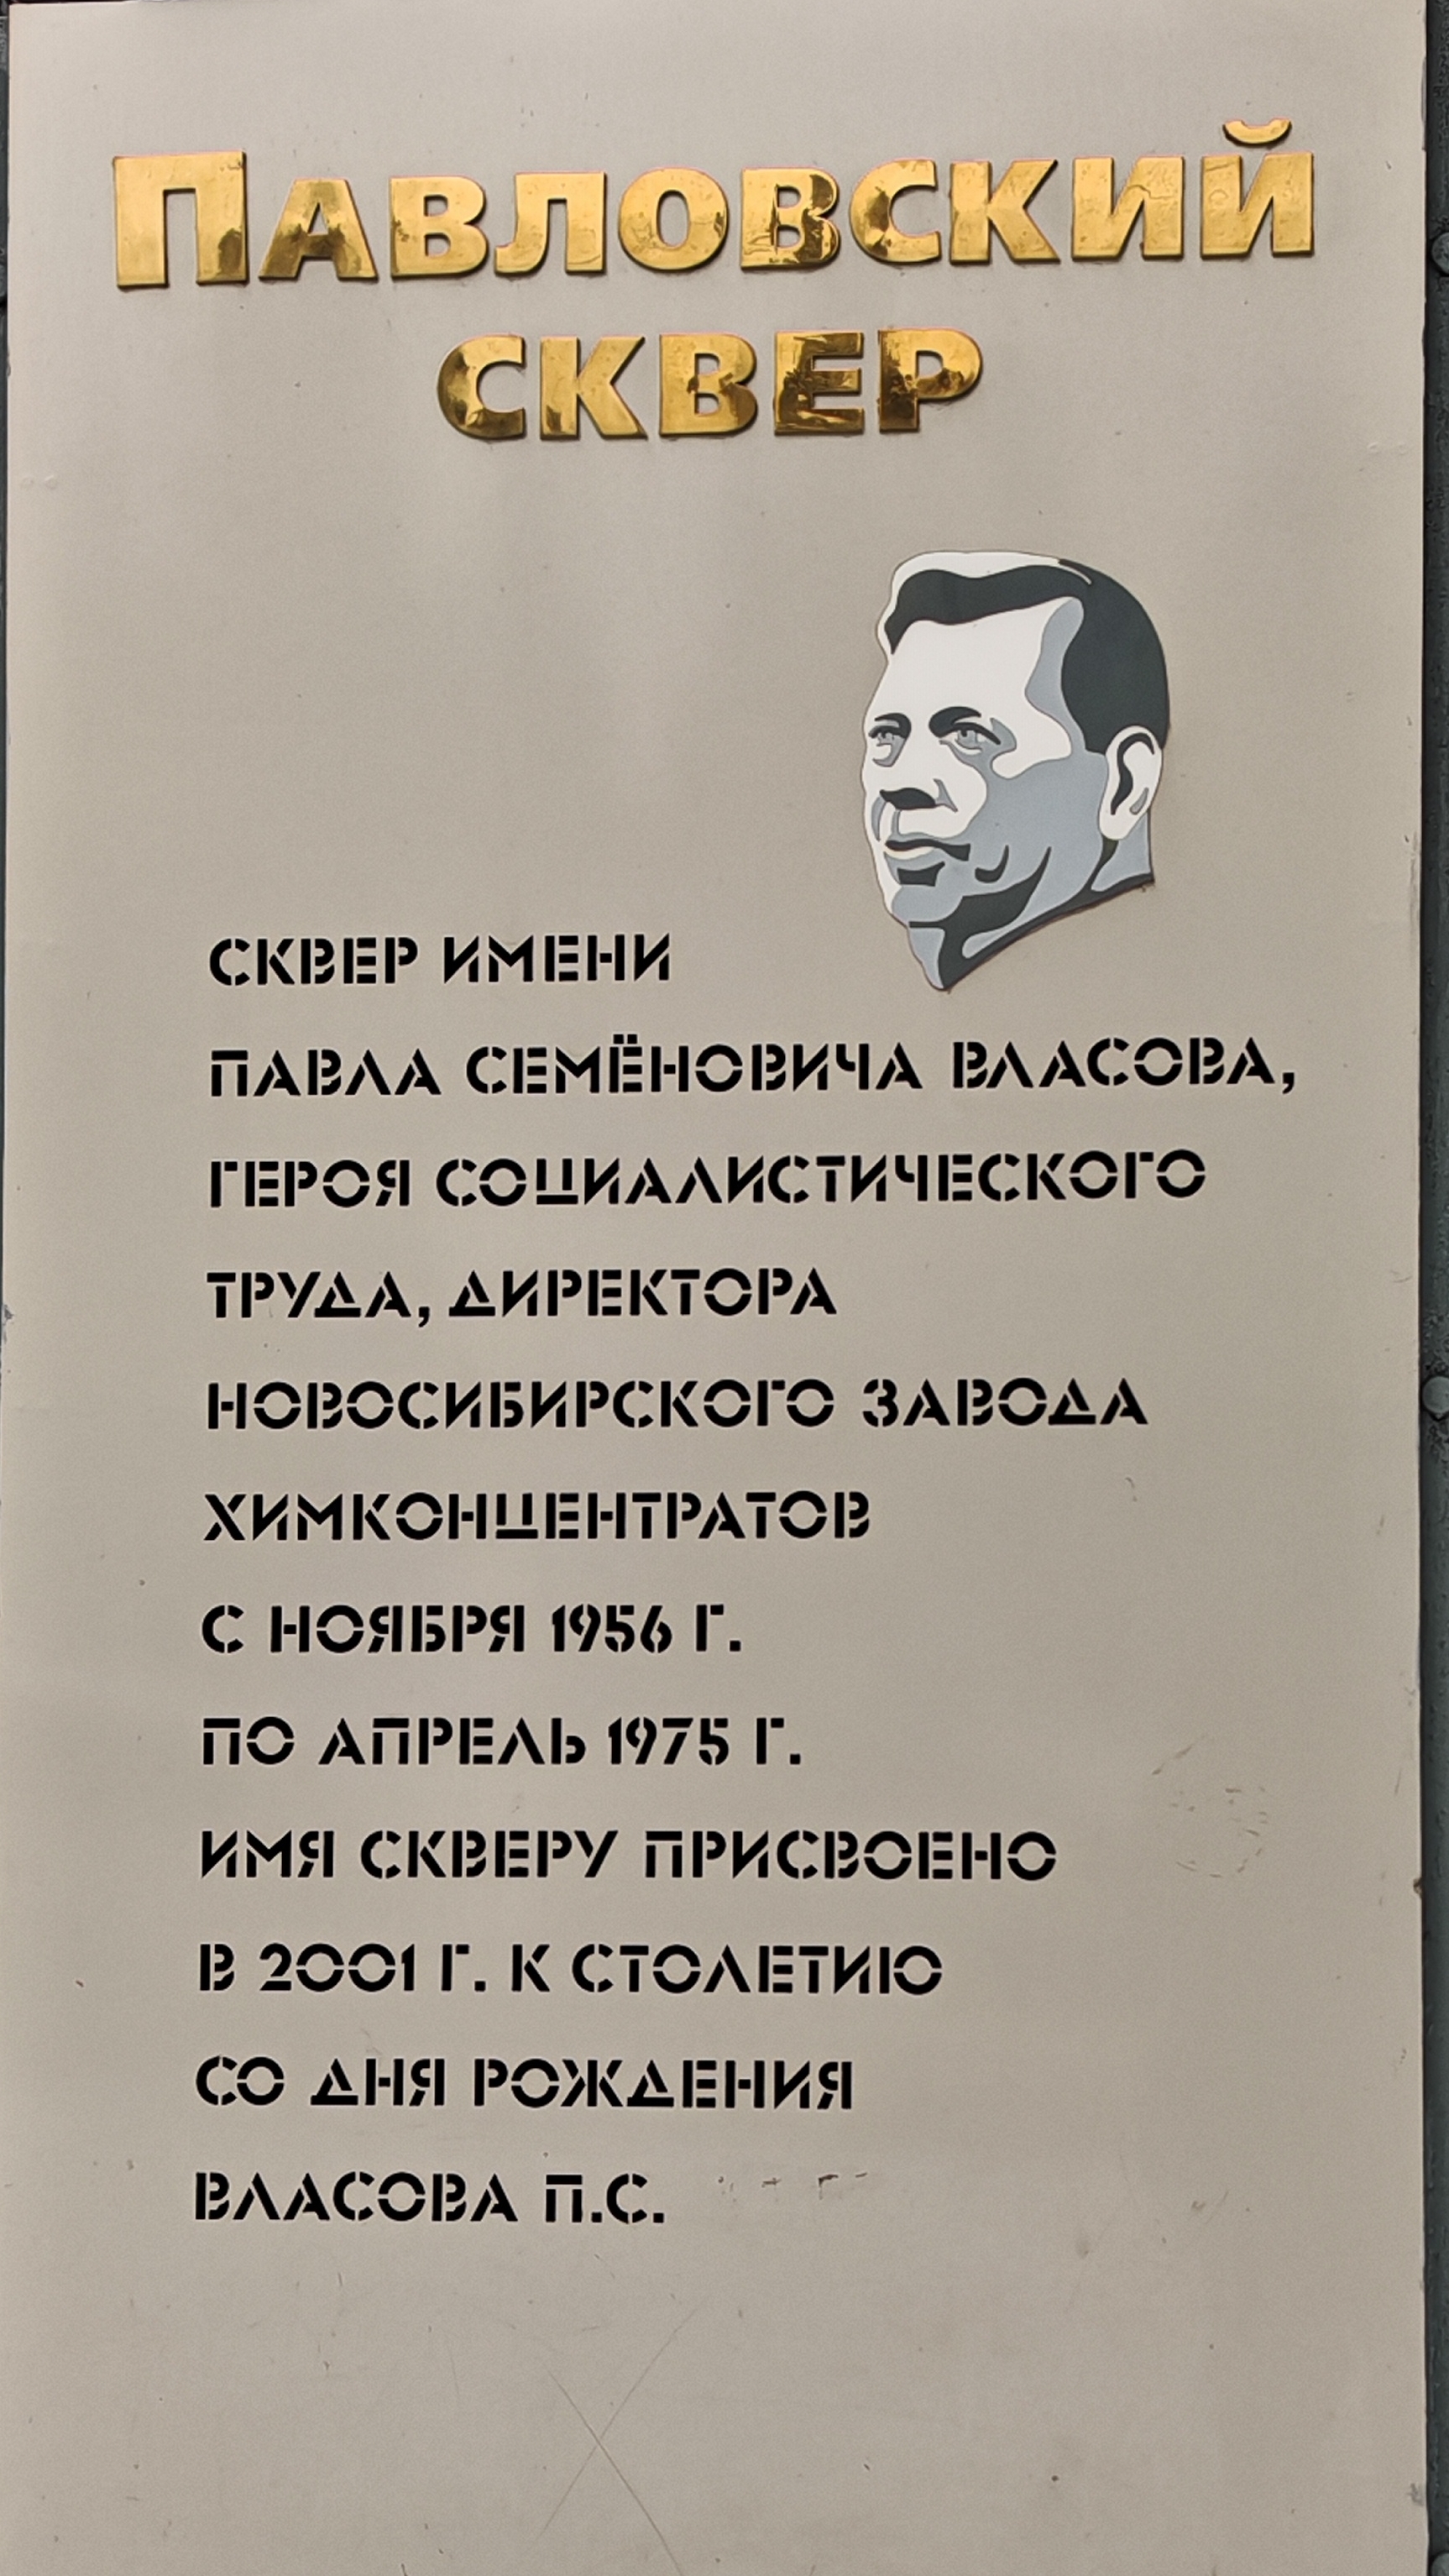 ПАВЛОВСКИЙ
СКВЕР
СКВЕР ИМЕНИ
ПАВЛА СЕМЁНОВИЧА ВЛАСОВА,
ГЕРОЯ СОЦИАЛИСТИЧЕСКОГО
ТРУДА, ДИРЕКТОРА
НОВОСИБИРСКОГО ЗАВОДА
ХИМКОНЦЕНТРАТОВ
С НОЯБРЯ 1956 Г.
ПО АПРЕЛЬ 1975 Г.
ИМЯ СКВЕРУ ПРИСВОЕНО
В 2001 Г. К СТОЛЕТИЮ
СО ДНЯ РОЖДЕНИЯ
ВЛАСОВА П.С.